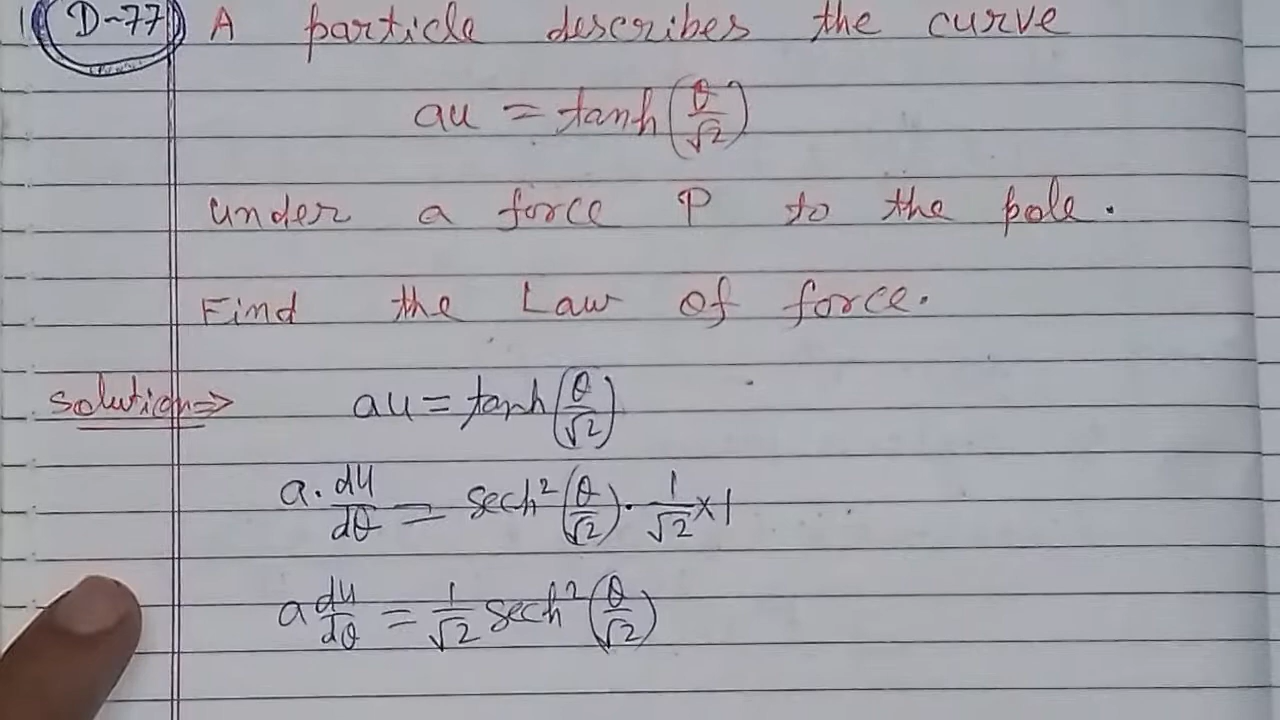 D-77 A particle describes the curve
au = tanh(θ/√2)
under a force P to the pole.
Find the Law of force.
Solution⇒ au = tanh(θ/√2)
a. du/dθ = sech²(θ/√2)· 1/√2 × 1
a du/dθ = 1/√2 sech²(θ/√2)